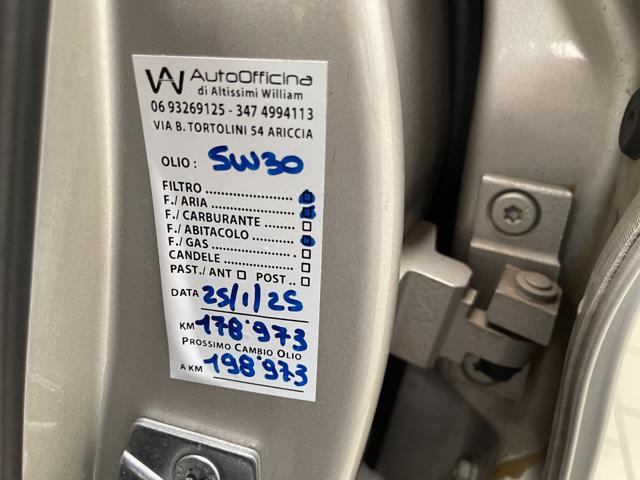 AutoOfficina
di Altissimi William
06 93269125 - 347 4994113
VIA B. TORTOLINI 54 ARICCIA
OLIO : 5W30
FILTRO
F./ ARIA
F./ CARBURANTE
F./ ABITACOLO
F./ GAS
CANDELE
PAST./ ANT POST ..
DATA 25/1/25
KM 178'973
PROSSIMO CAMBIO OLIO
A KM 198'973